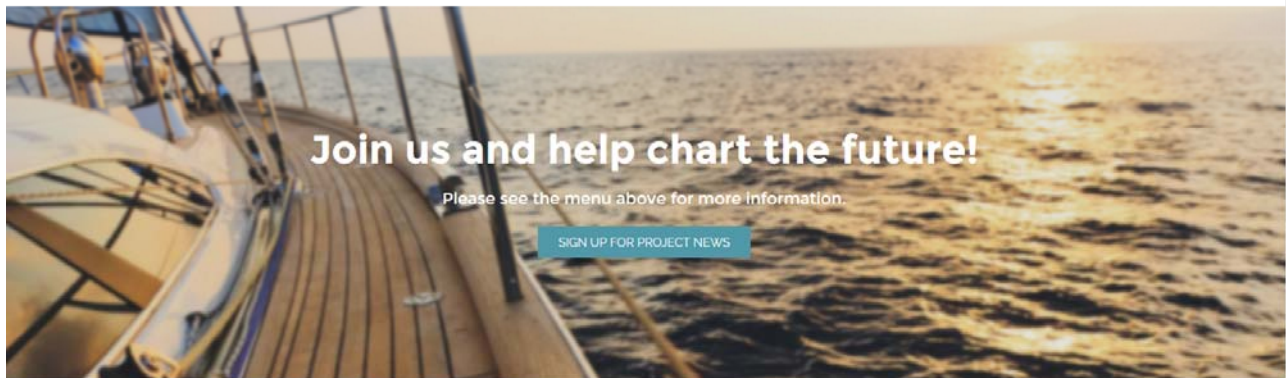 Join us and help chart the future!
Please see the menu above for more information.
SIGN UP FOR PROJECT NEWS